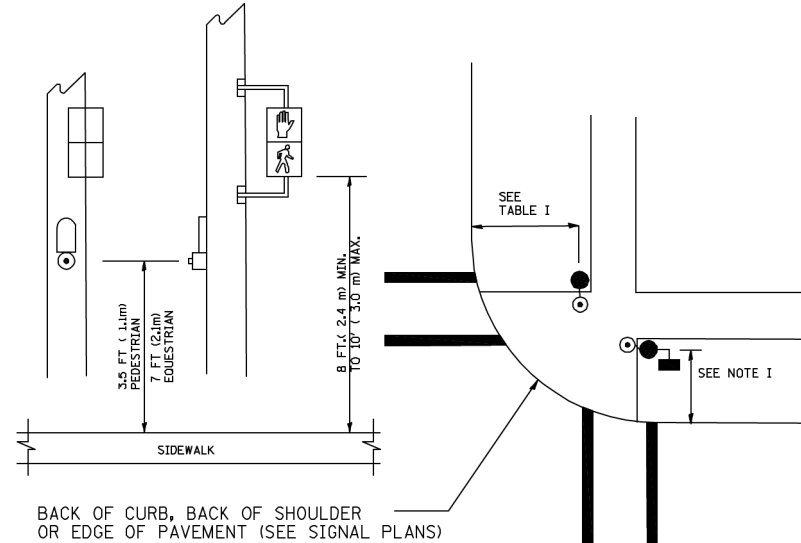 3.5 FT ( 1.1m)
PEDESTRIAN
7 FT (2.1m)
EQUESTRIAN
8 FT.( 2.4 m) MIN.
TO 10' ( 3.0 m) MAX.
SIDEWALK
SEE
TABLE I
SEE NOTE I
BACK OF CURB, BACK OF SHOULDER
OR EDGE OF PAVEMENT (SEE SIGNAL PLANS)